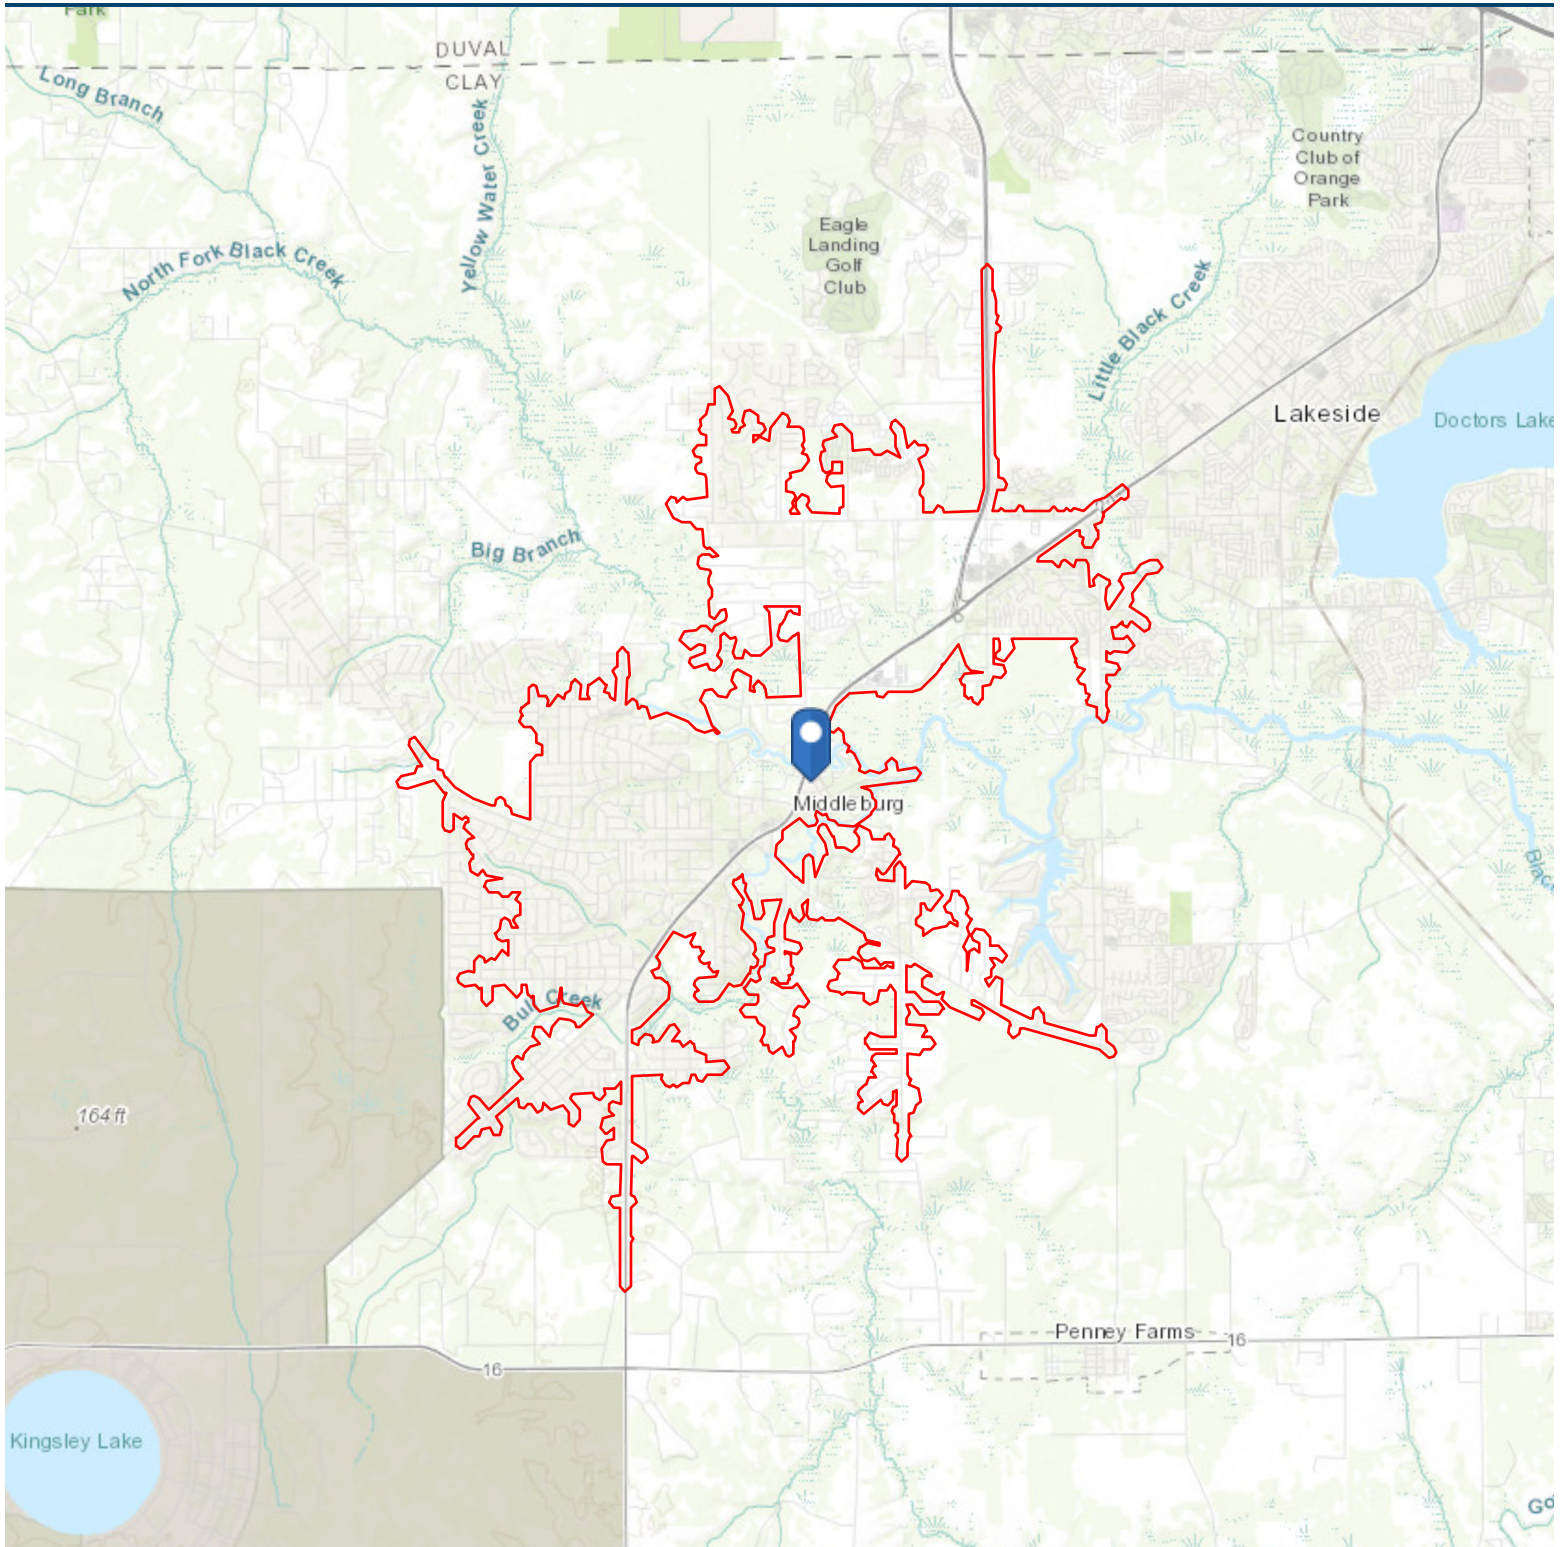 Park
DUVAL
CLAY
Long Branch
Yellow Water Creek
Country
Club of
Orange
Park
Eagle
Landing
Golf
Club
North Fork Black Creek
Little Black Creek
Lakeside
Doctors Lake
Big Branch
Middleburg
Bull Creek
164 ft
Penney Farms
16
16
Kingsley Lake